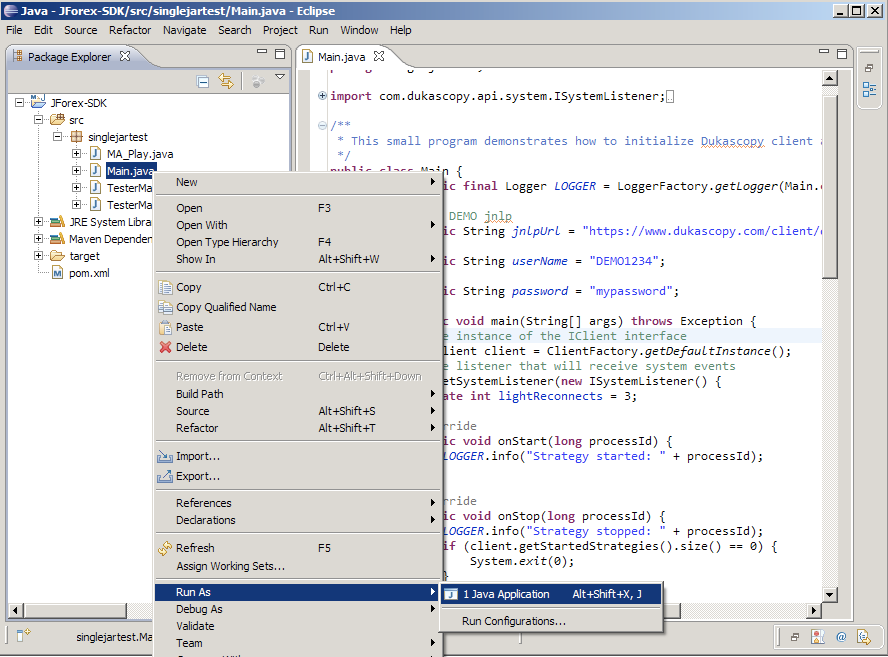 Java - JForex-SDK/src/singlejartest/Main.java - Eclipse
File Edit Source Refactor Navigate Search Project Run Window Help
Package Explorer
JForex-SDK
src
singlejartest
MA_Play.java
Main.java
TesterMa
TesterMa
JRE System Libra
Maven Dependen
target
pom.xml
Main.java
import com.dukascopy.api.system.ISystemListener;
/**
* This small program demonstrates how to initialize Dukascopy client a
*/
public class Main {
ic final Logger LOGGER = LoggerFactory.getLogger(Main.
DEMO jnlp
ic String jnlpUrl = "https://www.dukascopy.com/client/
ic String userName = "DEMO1234";
ic String password = "mypassword";
c void main(String[] args) throws Exception {
e instance of the IClient interface
lient client = ClientFactory.getDefaultInstance();
e listener that will receive system events
etSystemListener(new ISystemListener() {
ate int lightReconnects = 3;
rride
ic void onStart(long processId) {
LOGGER.info("Strategy started: " + processId);
rride
ic void onStop(long processId) {
LOGGER.info("Strategy stopped: " + processId);
if (client.getStartedStrategies().size() == 0) {
System.exit(0);
}
New
Open F3
Open With
Open Type Hierarchy F4
Show In Alt+Shift+W
Copy Ctrl+C
Copy Qualified Name
Paste Ctrl+V
Delete Delete
Remove from Context Ctrl+Alt+Shift+Down
Build Path
Source Alt+Shift+S
Refactor Alt+Shift+T
Import...
Export...
References
Declarations
Refresh F5
Assign Working Sets...
Run As
Debug As
Validate
Team
1 Java Application Alt+Shift+X, J
Run Configurations...
singlejartest.Ma